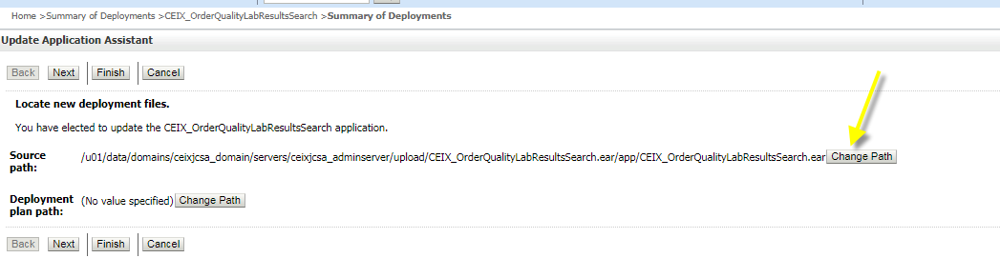 Home >Summary of Deployments >CEIX_OrderQualityLabResultsSearch >Summary of Deployments
Update Application Assistant
Back Next Finish Cancel
Locate new deployment files.
You have elected to update the CEIX_OrderQualityLabResultsSearch application.
Source path: /u01/data/domains/ceixjcsa_domain/servers/ceixjcsa_adminserver/upload/CEIX_OrderQualityLabResultsSearch.ear/app/CEIX_OrderQualityLabResultsSearch.ear Change Path
Deployment plan path: (No value specified) Change Path
Back Next Finish Cancel